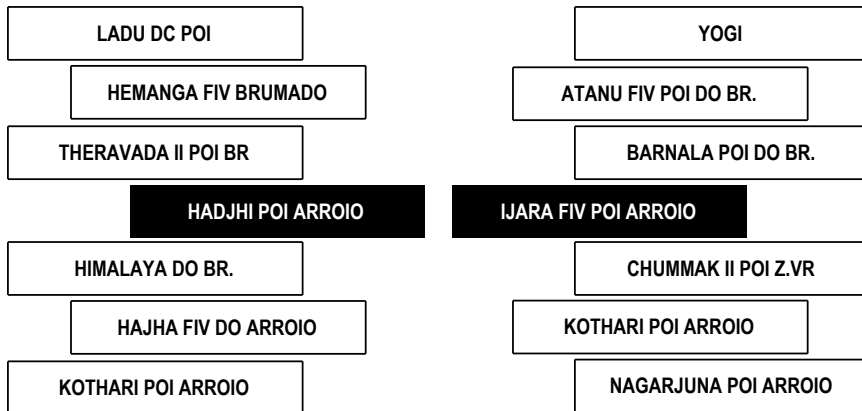 LADU DC POI
YOGI
HEMANGA FIV BRUMADO
ATANU FIV POI DO BR.
THERAVADA II POI BR
BARNALA POI DO BR.
HADJHI POI ARROIO
IJARA FIV POI ARROIO
HIMALAYA DO BR.
CHUMMAK II POI Z.VR
HAJHA FIV DO ARROIO
KOTHARI POI ARROIO
KOTHARI POI ARROIO
NAGARJUNA POI ARROIO